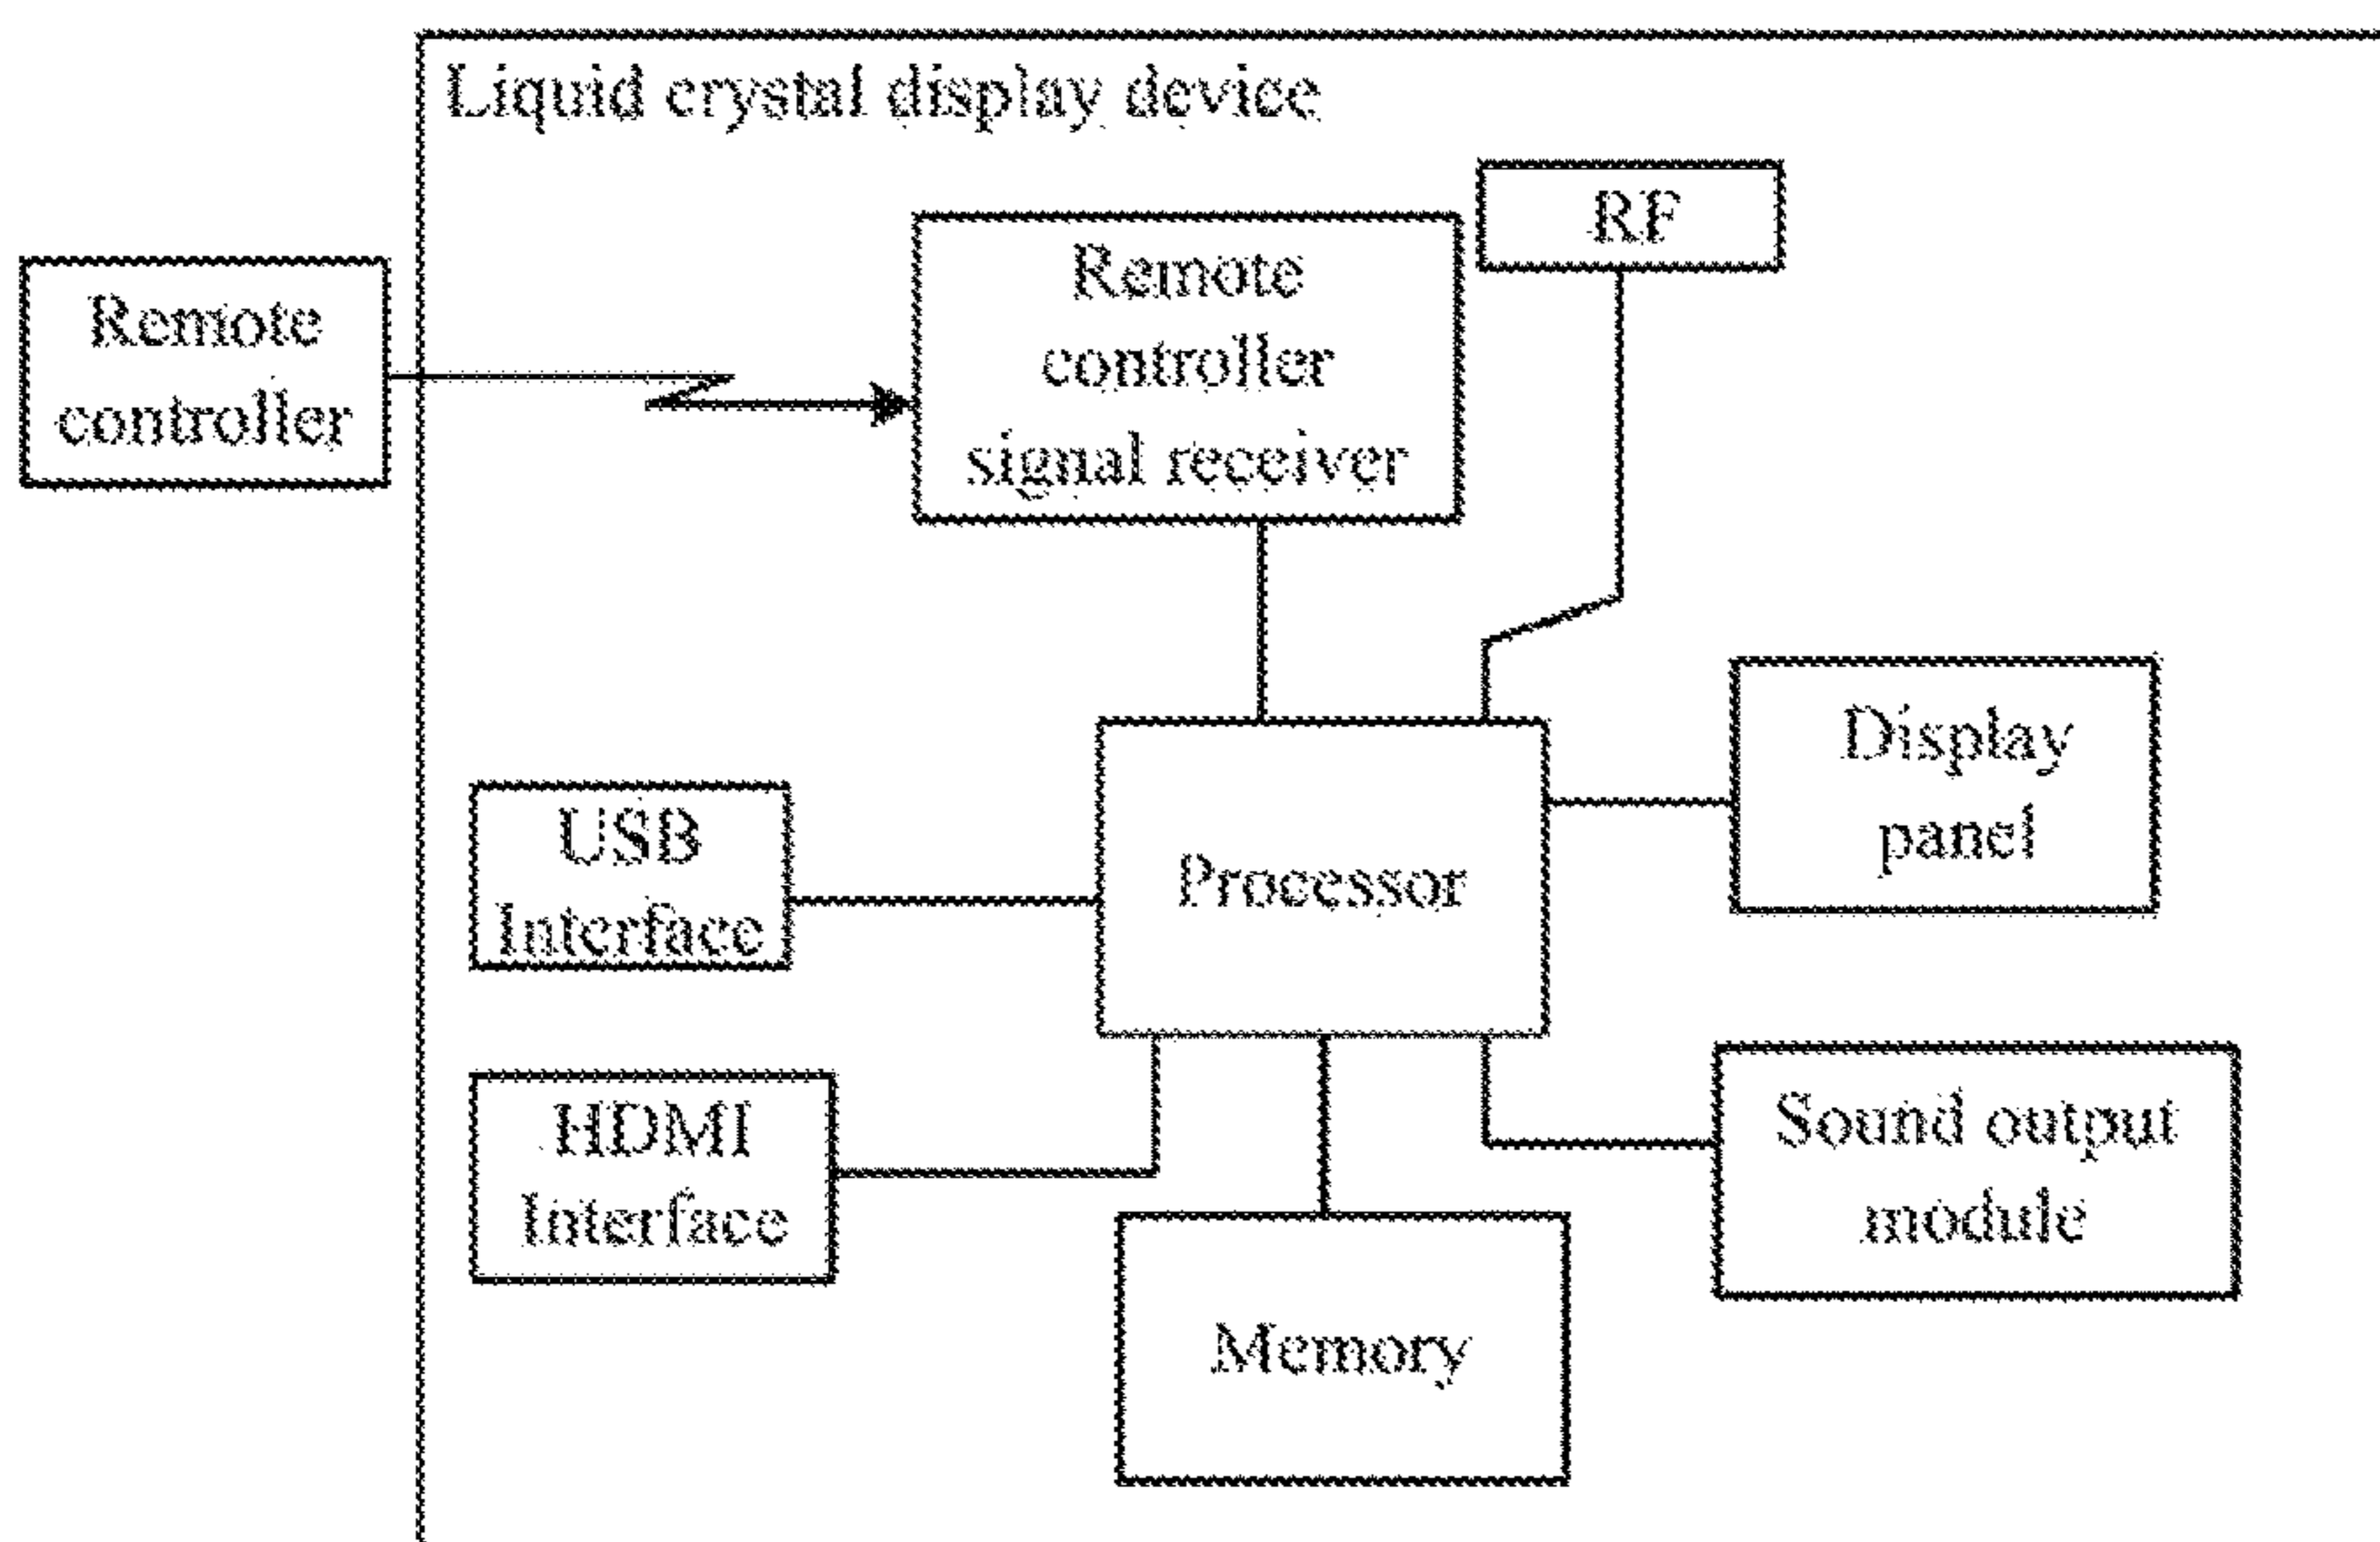 Liquid crystal display device
RF
Remote
controller
Remote
controller
signal receiver
Display
panel
USB
Interface
Processor
HDMI
Interface
Sound output
module
Memory